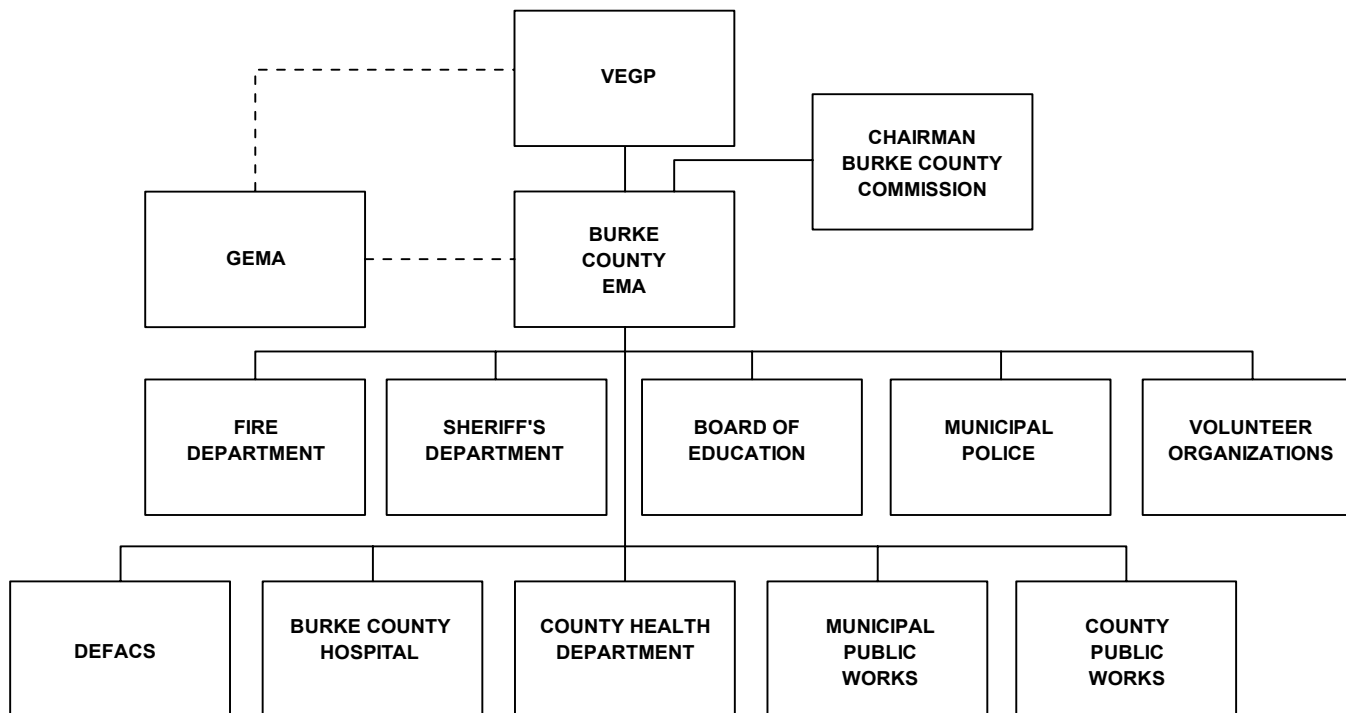 VEGP
CHAIRMAN
BURKE COUNTY
COMMISSION
GEMA
BURKE
COUNTY
EMA
FIRE
DEPARTMENT
SHERIFF'S
DEPARTMENT
BOARD OF
EDUCATION
MUNICIPAL
POLICE
VOLUNTEER
ORGANIZATIONS
DEFACS
BURKE COUNTY
HOSPITAL
COUNTY HEALTH
DEPARTMENT
MUNICIPAL
PUBLIC
WORKS
COUNTY
PUBLIC
WORKS